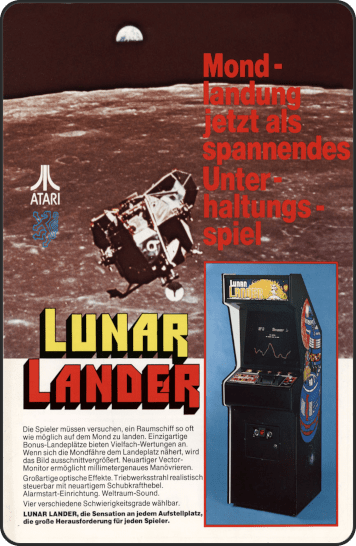 Mond-
landung
jetzt als
spannendes
Unter-
haltungs-
spiel
ATARI
LUNAR
LANDER
LUNAR
LANDER
Die Spieler müssen versuchen, ein Raumschiff so oft
wie möglich auf dem Mond zu landen. Einzigartige
Bonus-Landeplätze bieten Vielfach-Wertungen an.
Wenn sich die Mondfähre dem Landeplatz nähert, wird
das Bild ausschnittvergrößert. Neuartiger Vector-
Monitor ermöglicht millimetergenaues Manövrieren.
Großartige optische Effekte. Triebwerksstrahl realistisch
steuerbar mit neuartigem Schubkrafthebel.
Alarmstart-Einrichtung. Weltraum-Sound.
Vier verschiedene Schwierigkeitsgrade wählbar.
LUNAR LANDER, die Sensation an jedem Aufstellplatz,
die große Herausforderung für jeden Spieler.